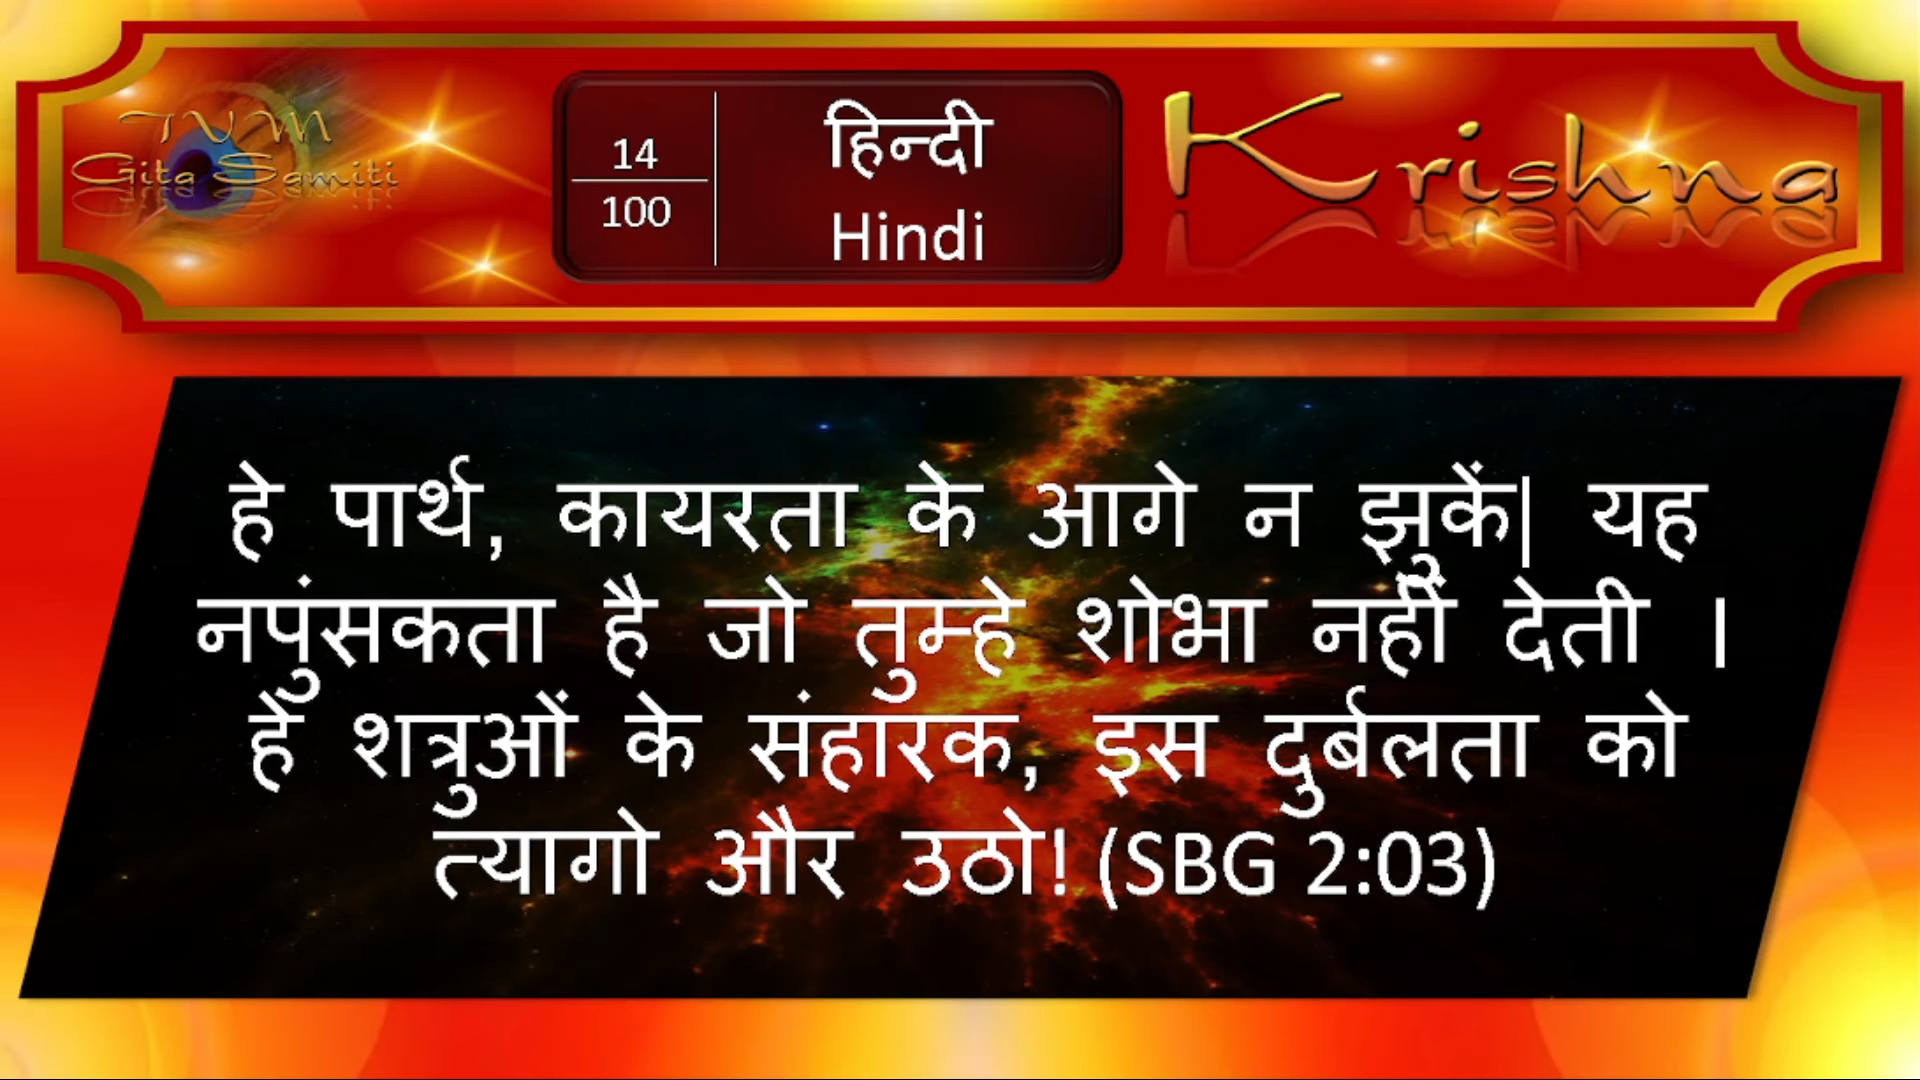 TVM
Gita Samiti
14
100
हिन्दी
Hindi
Krishna
हे पार्थ, कायरता के आगे न झुकें| यह
नपुंसकता है जो तुम्हे शोभा नहीं देती ।
हे शत्रुओं के संहारक, इस दुर्बलता को
त्यागो और उठो! (SBG 2:03)